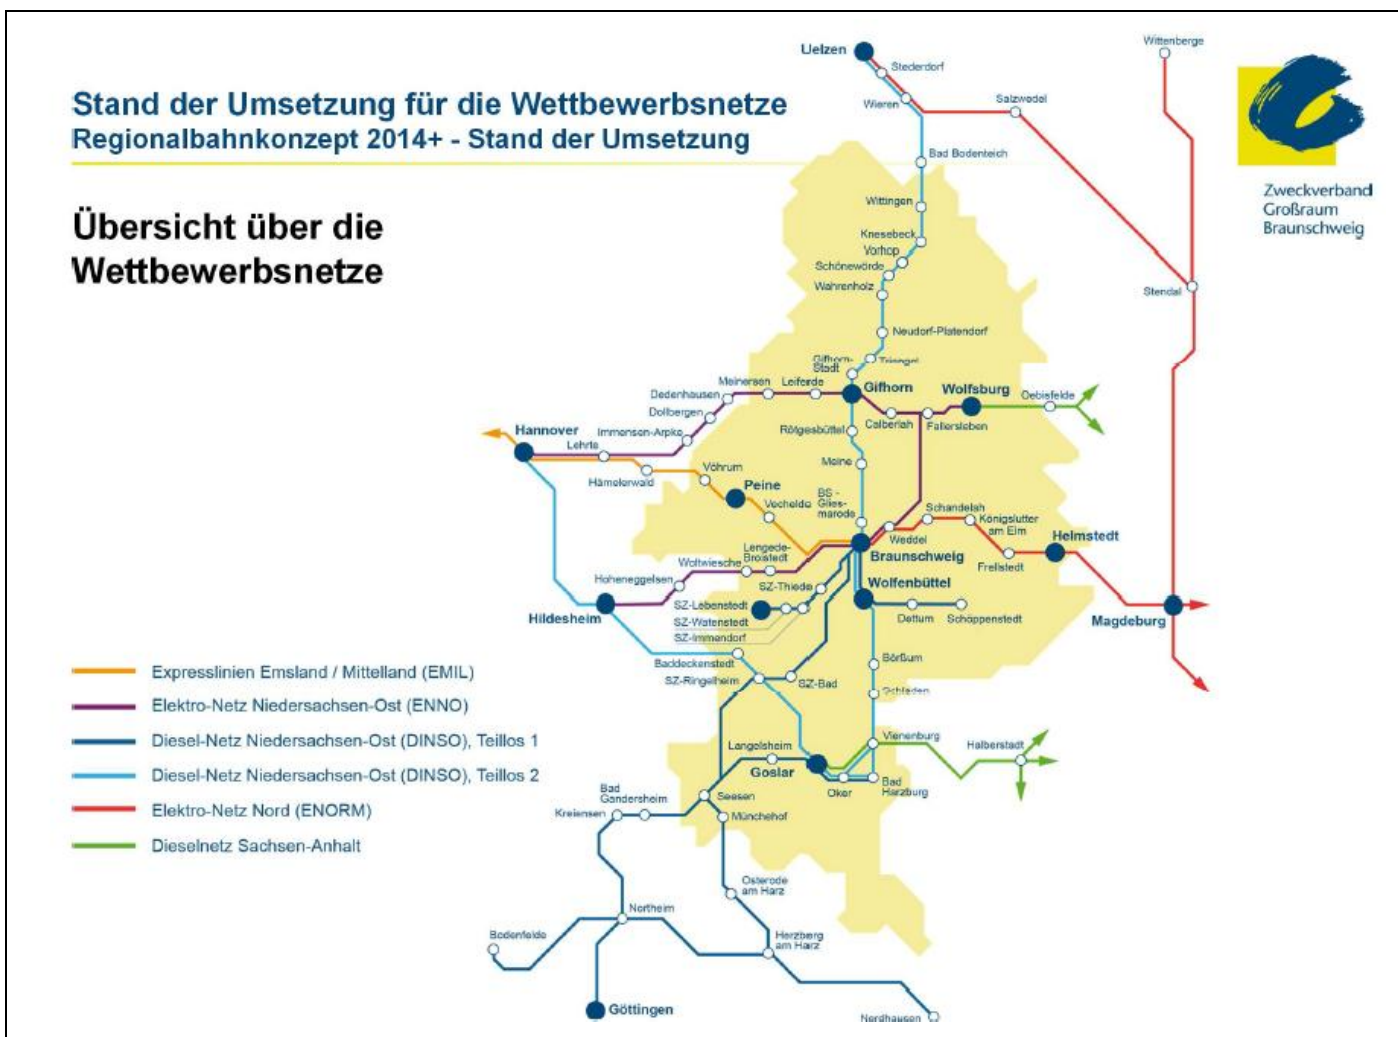 Stand der Umsetzung für die Wettbewerbsnetze
Regionalbahnkonzept 2014+ - Stand der Umsetzung
Übersicht über die
Wettbewerbsnetze
Zweckverband
Großraum
Braunschweig
Uelzen
Stederdorf
Wieren
Salzwedel
Wittenberge
Bad Bodenteich
Wittingen
Knesebeck
Vorhop
Schönewörde
Wahrenholz
Stendal
Neudorf-Platendorf
Gifhorn-
Stadt
Triangel
Meinersen
Leiferde
Gifhorn
Wolfsburg
Oebisfelde
Dedenhausen
Dollbergen
Calberlah
Fallersleben
Hannover
Immensen-Arpke
Rötgesbüttel
Lehrte
Meine
Vöhrum
Hämelerwald
Peine
Vechelde
BS -
Glies-
marode
Schandelah
Königslutter
am Elm
Weddel
Helmstedt
Lengede-
Broistedt
Woltwiesche
Braunschweig
Frellstedt
Hoheneggelsen
SZ-Thiede
Wolfenbüttel
SZ-Lebenstedt
SZ-Watenstedt
SZ-Immendorf
Hildesheim
Dettum
Schöppenstedt
Magdeburg
Baddeckenstedt
SZ-Ringelheim
SZ-Bad
Börßum
Schladen
Expresslinien Emsland / Mittelland (EMIL)
Elektro-Netz Niedersachsen-Ost (ENNO)
Diesel-Netz Niedersachsen-Ost (DINSO), Teillos 1
Diesel-Netz Niedersachsen-Ost (DINSO), Teillos 2
Elektro-Netz Nord (ENORM)
Dieselnetz Sachsen-Anhalt
Langelsheim
Vienenburg
Halberstadt
Goslar
Oker
Bad
Harzburg
Bad
Gandersheim
Seesen
Kreiensen
Münchehof
Osterode
am Harz
Northeim
Bodenfelde
Herzberg
am Harz
Göttingen
Nordhausen